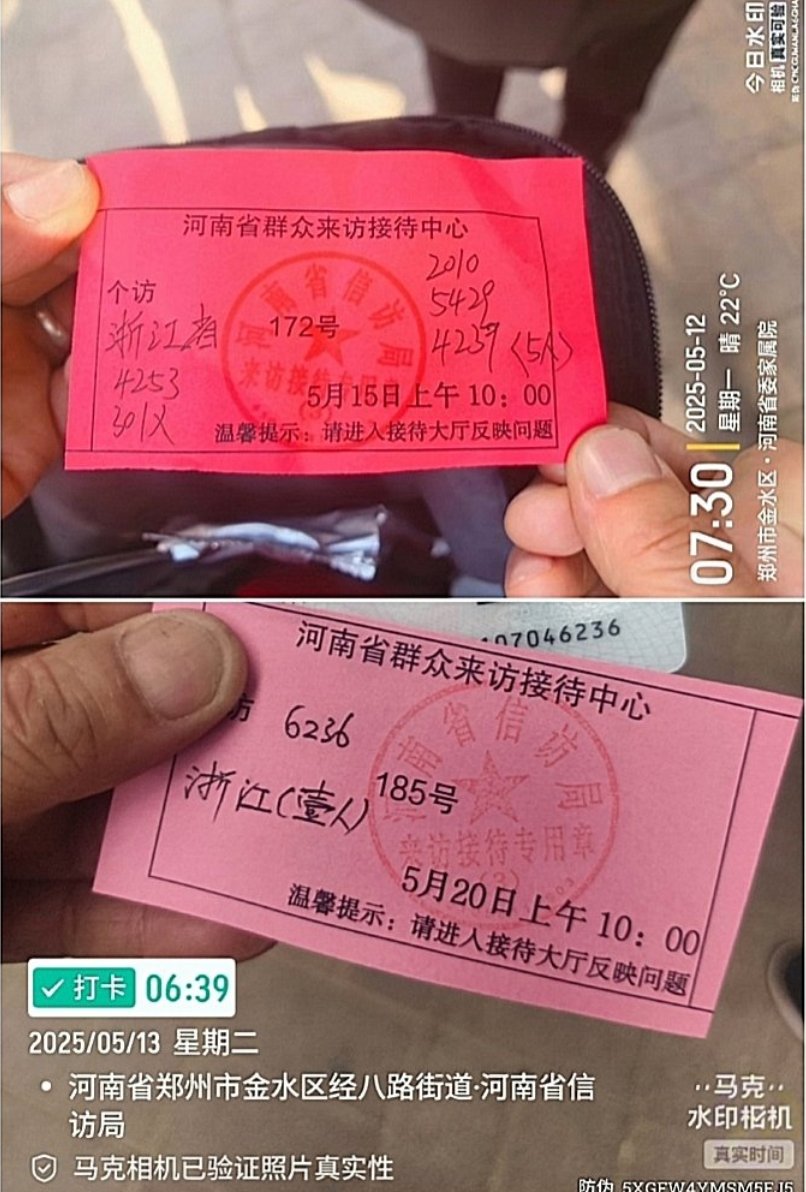 今日水印
相机 真实可验
河南省群众来访接待中心
2010
个访
5429
浙江省
172号
4239 (5人)
4253
301X
河南省信访局
来访接待专用章
(3)
5月15日上午10：00
温馨提示：请进入接待大厅反映问题
07:30
2025-05-12
星期一 晴 22℃
郑州市金水区·河南省委家属院
107046236
河南省群众来访接待中心
访 6236
浙江(壹人)
185号
河南省信访局
来访接待专用章
(3)
5月20日上午10：00
温馨提示：请进入接待大厅反映问题
打卡 06:39
2025/05/13 星期二
河南省郑州市金水区经八路街道·河南省信
访局
马克相机已验证照片真实性
马克
水印相机
真实时间
防伪 5XGFW4YMSM5EJ5